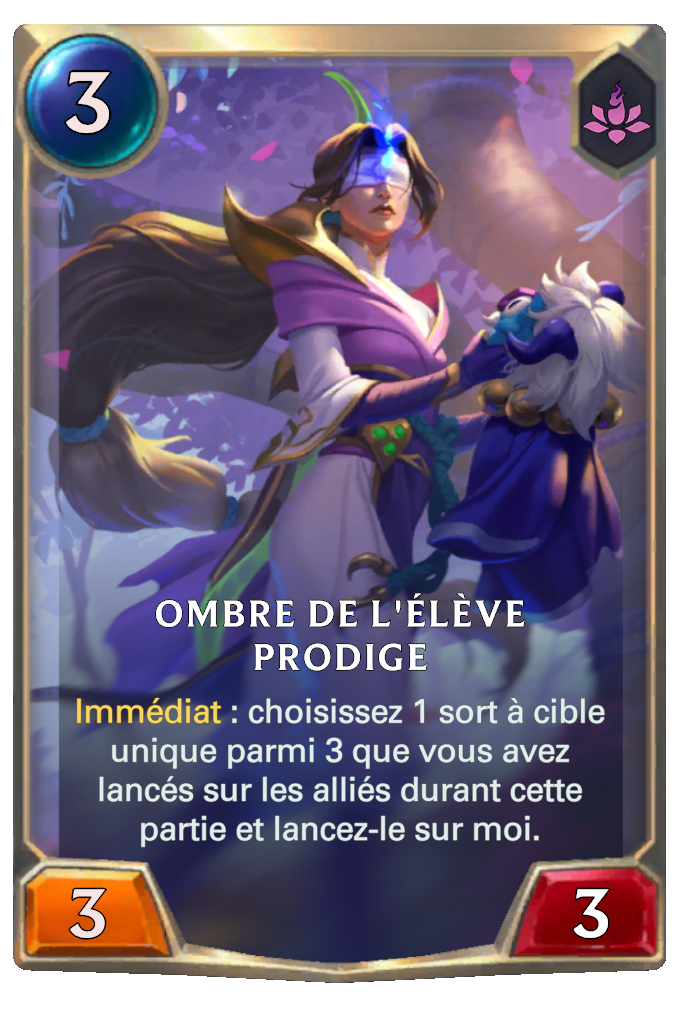 3
OMBRE DE L'ÉLÈVE
PRODIGE
Immédiat : choisissez 1 sort à cible
unique parmi 3 que vous avez
lancés sur les alliés durant cette
partie et lancez-le sur moi.
3
3